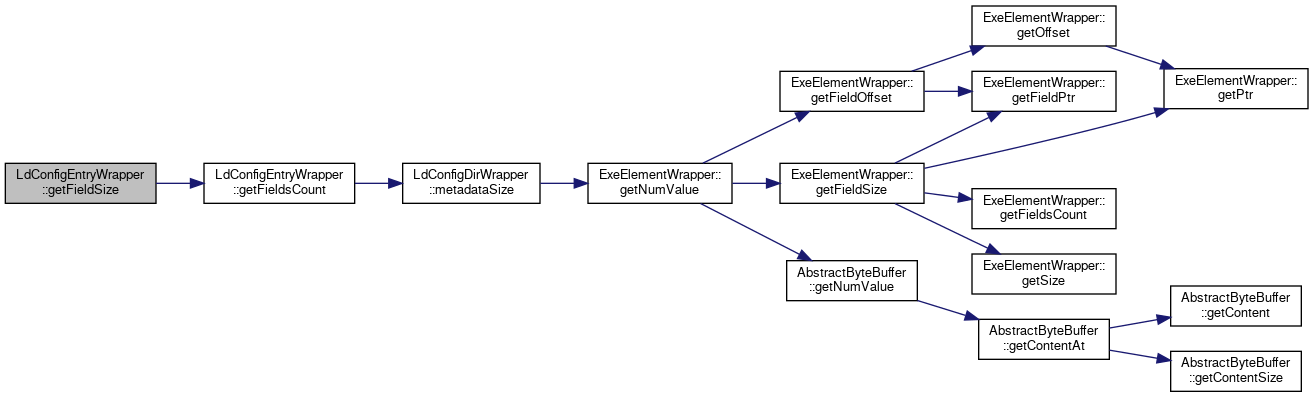 LdConfigEntryWrapper
::getFieldSize
LdConfigEntryWrapper
::getFieldsCount
LdConfigDirWrapper
::metadataSize
ExeElementWrapper::
getNumValue
ExeElementWrapper::
getFieldOffset
ExeElementWrapper::
getOffset
ExeElementWrapper::
getPtr
ExeElementWrapper::
getFieldPtr
ExeElementWrapper::
getFieldSize
ExeElementWrapper::
getFieldsCount
ExeElementWrapper::
getSize
AbstractByteBuffer
::getNumValue
AbstractByteBuffer
::getContentAt
AbstractByteBuffer
::getContent
AbstractByteBuffer
::getContentSize